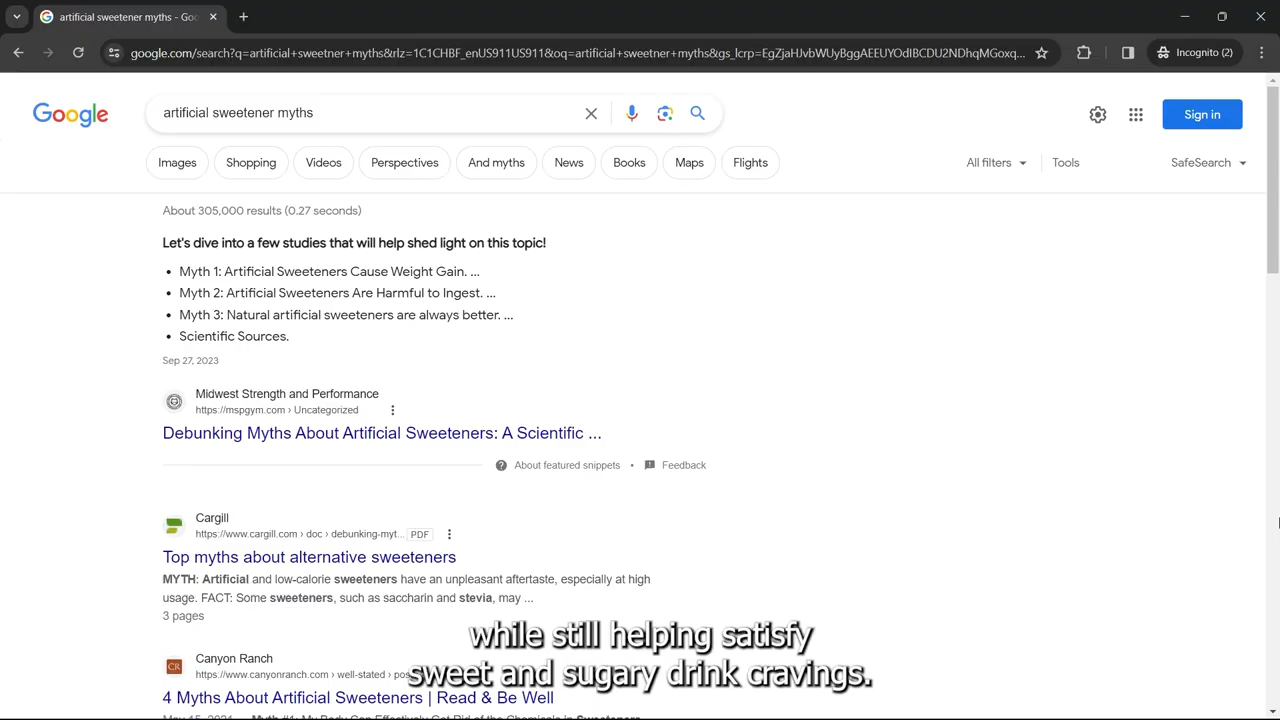 artificial sweetener myths - Goo
google.com/search?q=artificial+sweetner+myths&rlz=1C1CHBF_enUS911US911&oq=artificial+sweetner+myths&gs_lcrp=EgZjaHJvbWUyBggAEEUYOdIBCDU2NDhqMGoxq...
Incognito (2)
Google
artificial sweetener myths
Sign in
Images
Shopping
Videos
Perspectives
And myths
News
Books
Maps
Flights
All filters
Tools
SafeSearch
About 305,000 results (0.27 seconds)
Let's dive into a few studies that will help shed light on this topic!
• Myth 1: Artificial Sweeteners Cause Weight Gain. ...
• Myth 2: Artificial Sweeteners Are Harmful to Ingest. ...
• Myth 3: Natural artificial sweeteners are always better. ...
• Scientific Sources.
Sep 27, 2023
Midwest Strength and Performance
https://mspgym.com › Uncategorized
Debunking Myths About Artificial Sweeteners: A Scientific ...
About featured snippets • Feedback
Cargill
https://www.cargill.com › doc › debunking-myt... PDF
Top myths about alternative sweeteners
MYTH: Artificial and low-calorie sweeteners have an unpleasant aftertaste, especially at high
usage. FACT: Some sweeteners, such as saccharin and stevia, may ...
3 pages
while still helping satisfy
sweet and sugary drink cravings.
Canyon Ranch
CR
https://www.canyonranch.com › well-stated
4 Myths About Artificial Sweeteners | Read & Be Well